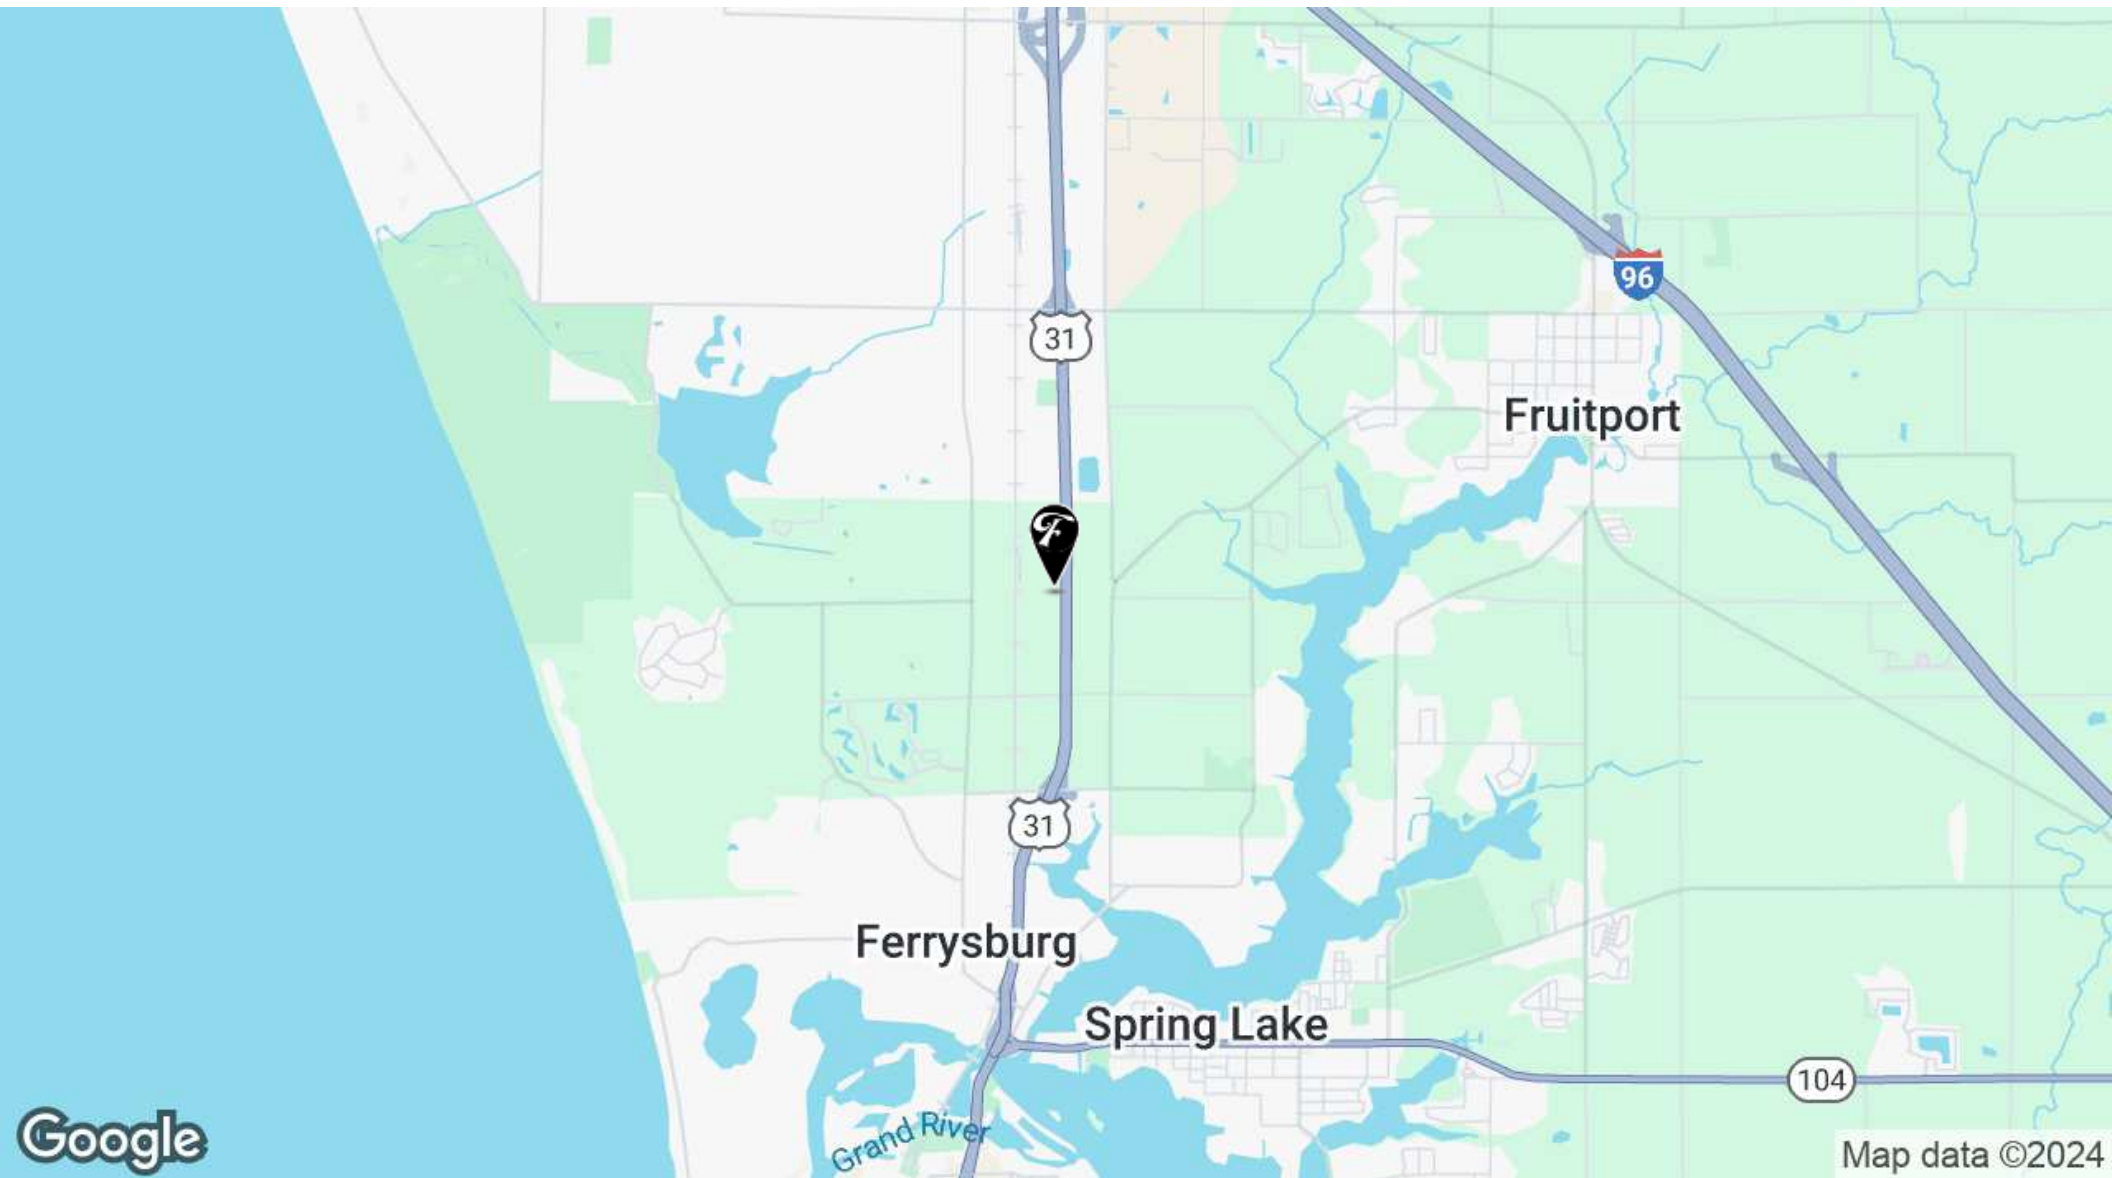 96
31
Fruitport
F
31
Ferrysburg
Spring Lake
104
Grand River
Google
Map data ©2024